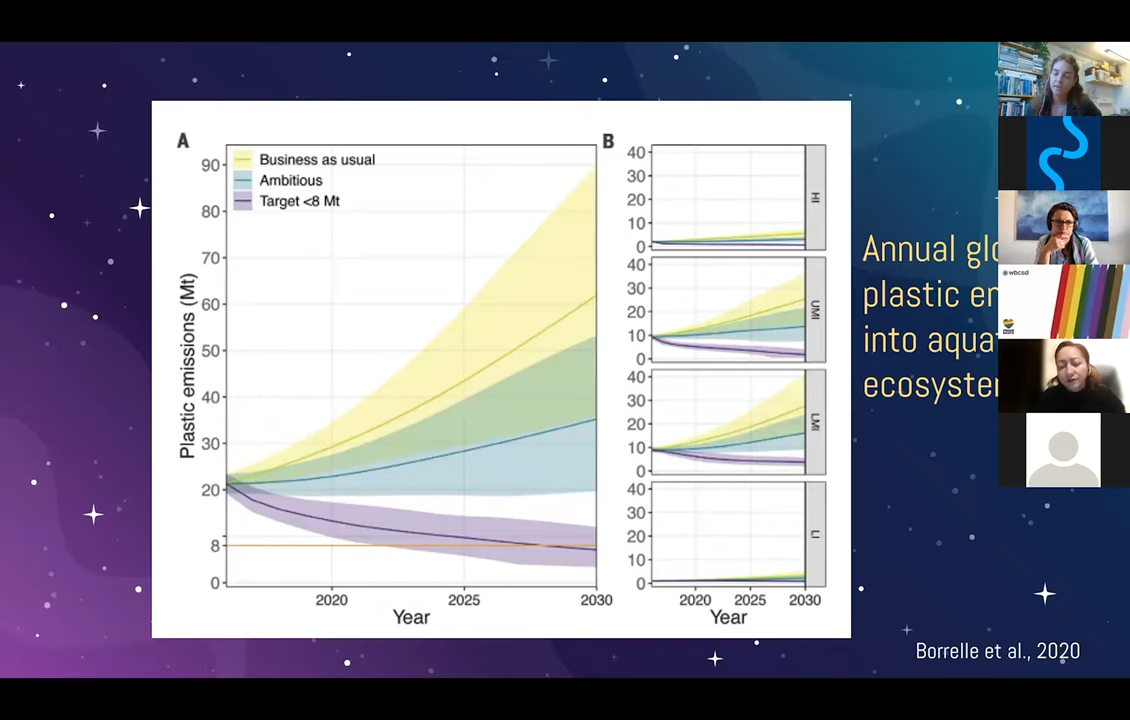 A
Business as usual
Ambitious
Target <8 Mt
Plastic emissions (Mt)
90
80
70
60
50
40
30
20
8
0
2020
2025
2030
Year
B
40
30
20
10
0
HI
40
30
20
10
0
UMI
40
30
20
10
0
LMI
40
30
20
10
0
LI
2020
2025
2030
Year
Annual glo
plastic en
into aqua
ecosyster
wbcsd
Borrelle et al., 2020